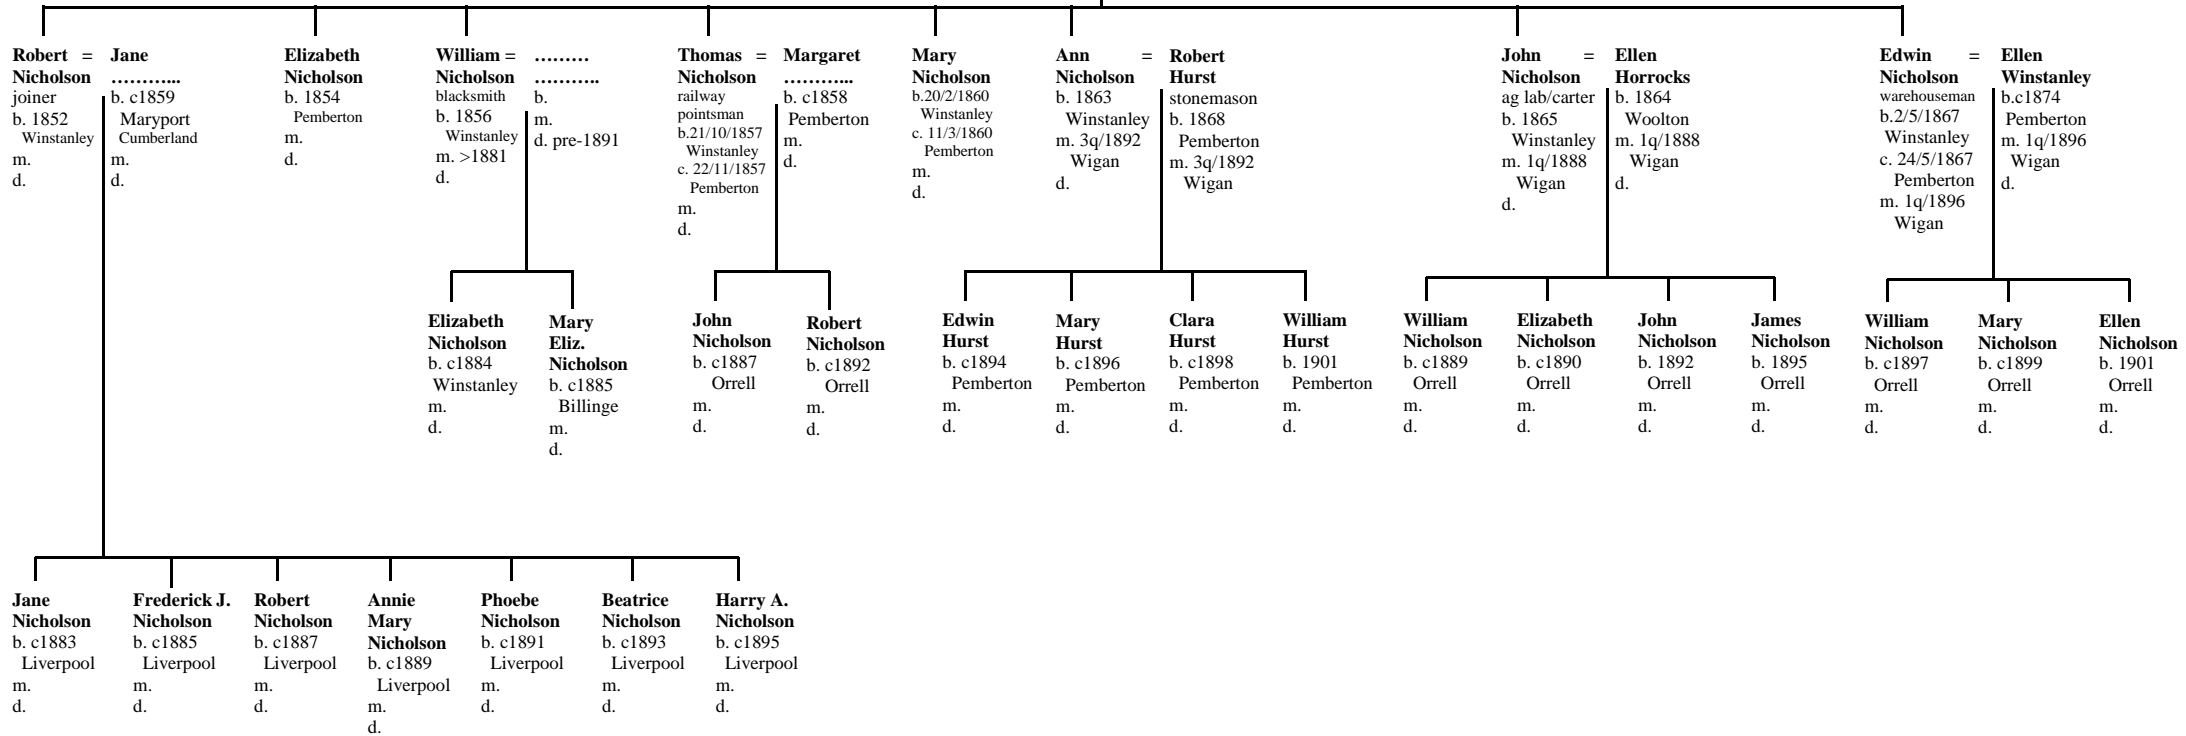 Robert = Jane
Nicholson ………...
joiner b. c1859
b. 1852 Maryport
Winstanley Cumberland
m. m.
d. d.
Elizabeth
Nicholson
b. 1854
Pemberton
m.
d.
William = ………
Nicholson ………..
blacksmith b.
b. 1856 m.
Winstanley d. pre-1891
m. >1881
d.
Thomas = Margaret
Nicholson ………...
railway b. c1858
pointsman Pemberton
b.21/10/1857 m.
Winstanley d.
c. 22/11/1857
Pemberton
m.
d.
Mary
Nicholson
b.20/2/1860
Winstanley
c. 11/3/1860
Pemberton
m.
d.
Ann = Robert
Nicholson Hurst
b. 1863 stonemason
Winstanley b. 1868
m. 3q/1892 Pemberton
Wigan m. 3q/1892
d. Wigan
John = Ellen
Nicholson Horrocks
ag lab/carter b. 1864
b. 1865 Woolton
Winstanley m. 1q/1888
m. 1q/1888 Wigan
Wigan d.
d.
Edwin = Ellen
Nicholson Winstanley
warehouseman b.c1874
b.2/5/1867 Pemberton
Winstanley m. 1q/1896
c. 24/5/1867 Wigan
Pemberton d.
m. 1q/1896
Wigan
Elizabeth
Nicholson
b. c1884
Winstanley
m.
d.
Mary
Eliz.
Nicholson
b. c1885
Billinge
m.
d.
John
Nicholson
b. c1887
Orrell
m.
d.
Robert
Nicholson
b. c1892
Orrell
m.
d.
Edwin
Hurst
b. c1894
Pemberton
m.
d.
Mary
Hurst
b. c1896
Pemberton
m.
d.
Clara
Hurst
b. c1898
Pemberton
m.
d.
William
Hurst
b. 1901
Pemberton
m.
d.
William
Nicholson
b. c1889
Orrell
m.
d.
Elizabeth
Nicholson
b. c1890
Orrell
m.
d.
John
Nicholson
b. 1892
Orrell
m.
d.
James
Nicholson
b. 1895
Orrell
m.
d.
William
Nicholson
b. c1897
Orrell
m.
d.
Mary
Nicholson
b. c1899
Orrell
m.
d.
Ellen
Nicholson
b. 1901
Orrell
m.
d.
Jane
Nicholson
b. c1883
Liverpool
m.
d.
Frederick J.
Nicholson
b. c1885
Liverpool
m.
d.
Robert
Nicholson
b. c1887
Liverpool
m.
d.
Annie
Mary
Nicholson
b. c1889
Liverpool
m.
d.
Phoebe
Nicholson
b. c1891
Liverpool
m.
d.
Beatrice
Nicholson
b. c1893
Liverpool
m.
d.
Harry A.
Nicholson
b. c1895
Liverpool
m.
d.